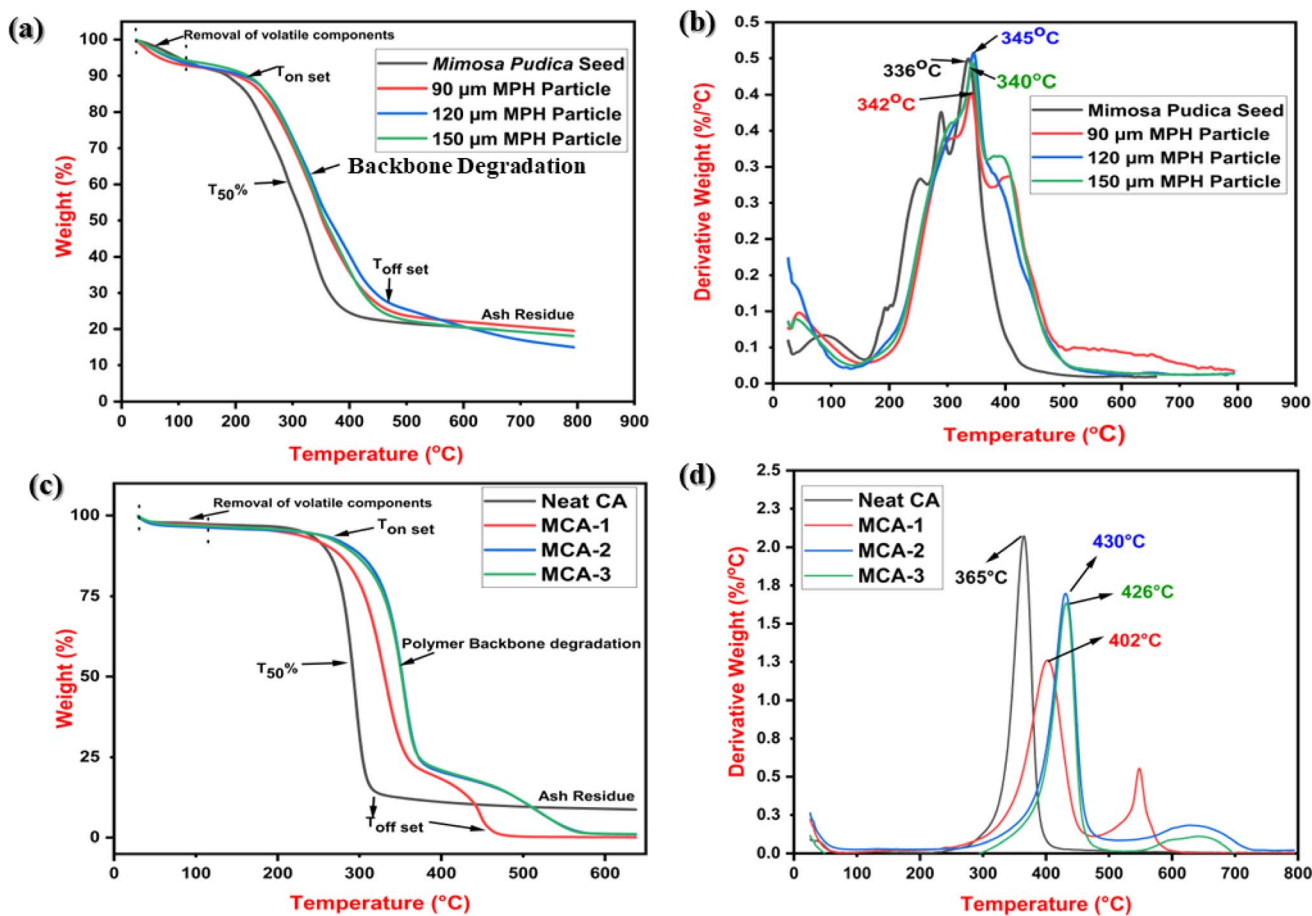 (a)
Removal of volatile components
T on set
Mimosa Pudica Seed
90 μm MPH Particle
120 μm MPH Particle
150 μm MPH Particle
Backbone Degradation
T50%
T off set
Ash Residue
Weight (%)
100
90
80
70
60
50
40
30
20
10
0
0 100 200 300 400 500 600 700 800 900
Temperature (°C)
(b)
345°C
336°C
340°C
342°C
Mimosa Pudica Seed
90 μm MPH Particle
120 μm MPH Particle
150 μm MPH Particle
Derivative Weight (%/°C)
0.5
0.5
0.4
0.4
0.3
0.3
0.2
0.2
0.1
0.1
0.0
0 100 200 300 400 500 600 700 800 900
Temperature (°C)
(c)
Removal of volatile components
T on set
Neat CA
MCA-1
MCA-2
MCA-3
Polymer Backbone degradation
T50%
Ash Residue
T off set
Weight (%)
100
75
50
25
0
0 100 200 300 400 500 600
Temperature (°C)
(d)
Neat CA
MCA-1
MCA-2
MCA-3
365°C
430°C
426°C
402°C
Derivative Weight (%/°C)
2.5
2.3
2.0
1.8
1.5
1.3
1.0
0.8
0.5
0.3
0.0
0 100 200 300 400 500 600 700 800
Temperature (°C)